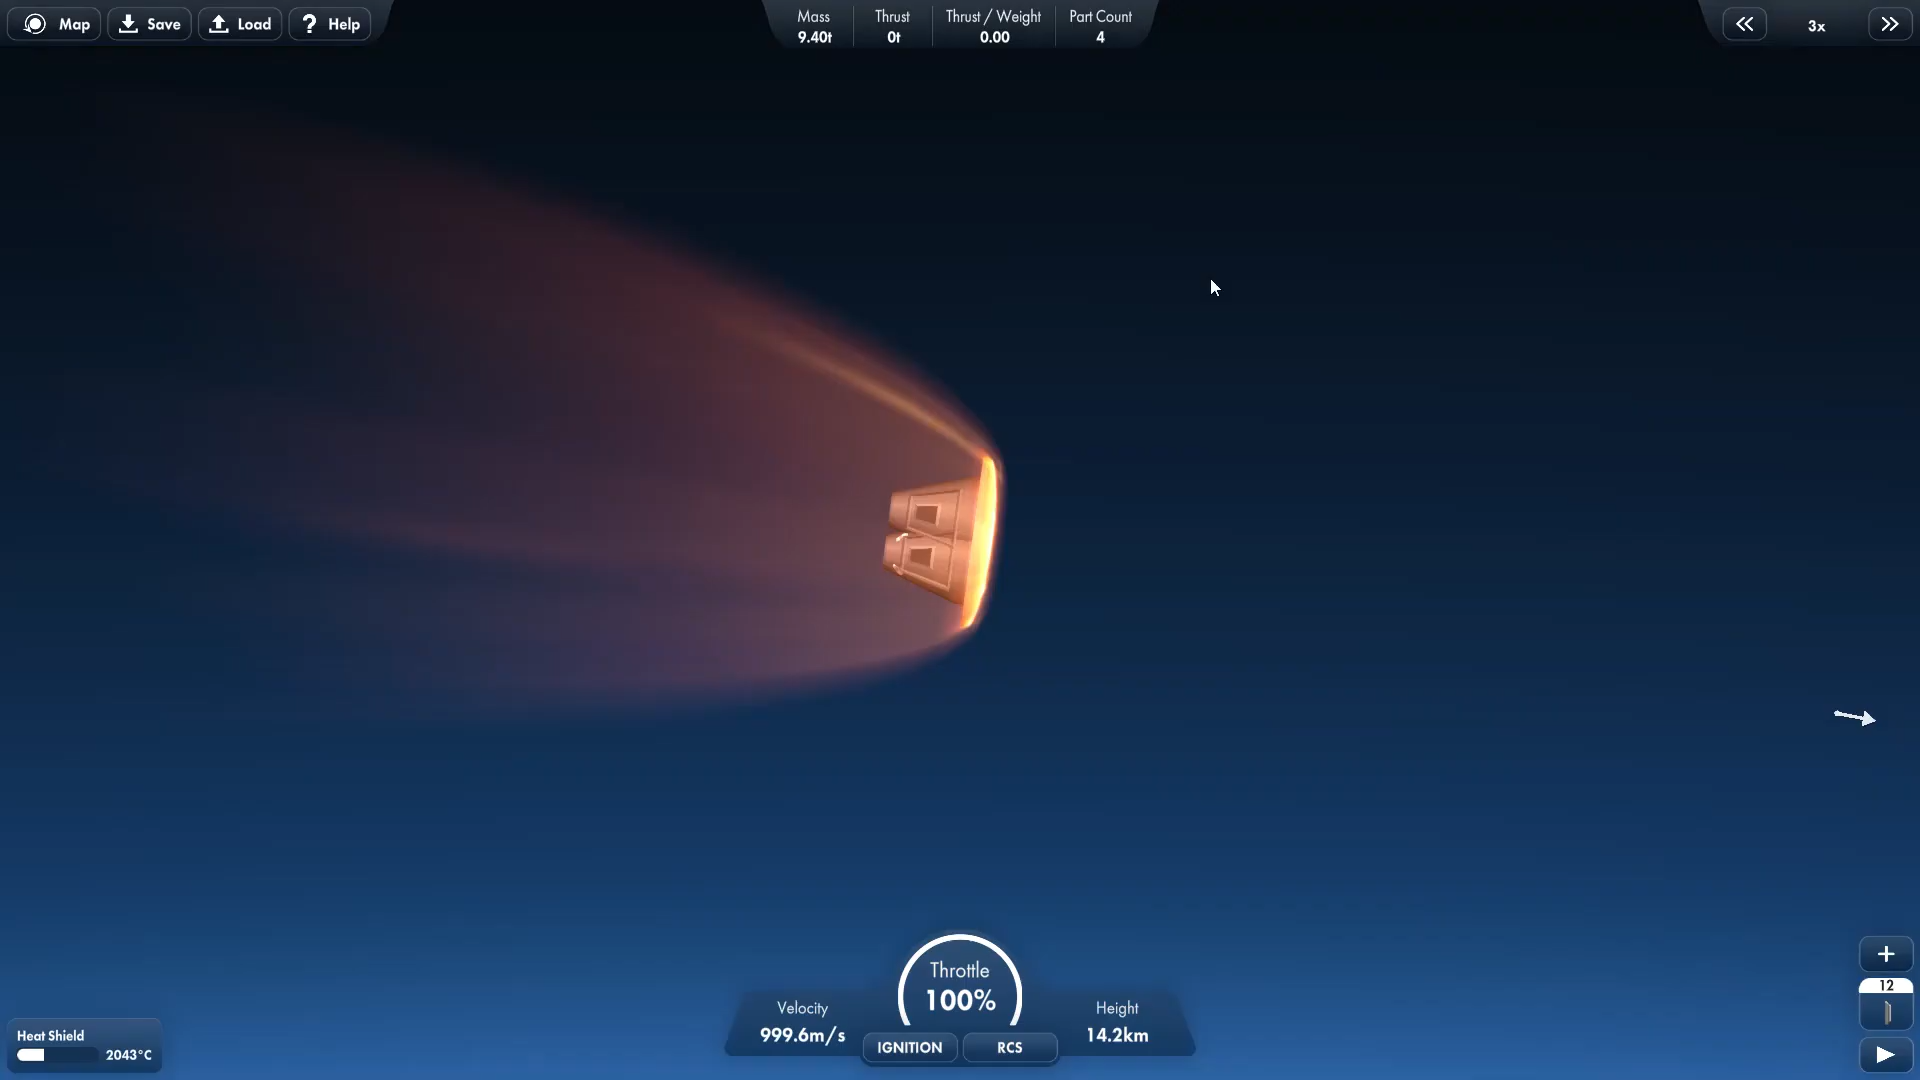 Map
Save
Load
? Help
Mass
9.40t
Thrust
0t
Thrust / Weight
0.00
Part Count
4
3x
Heat Shield
2043°C
Throttle
100%
Velocity
999.6m/s
IGNITION
RCS
Height
14.2km
12